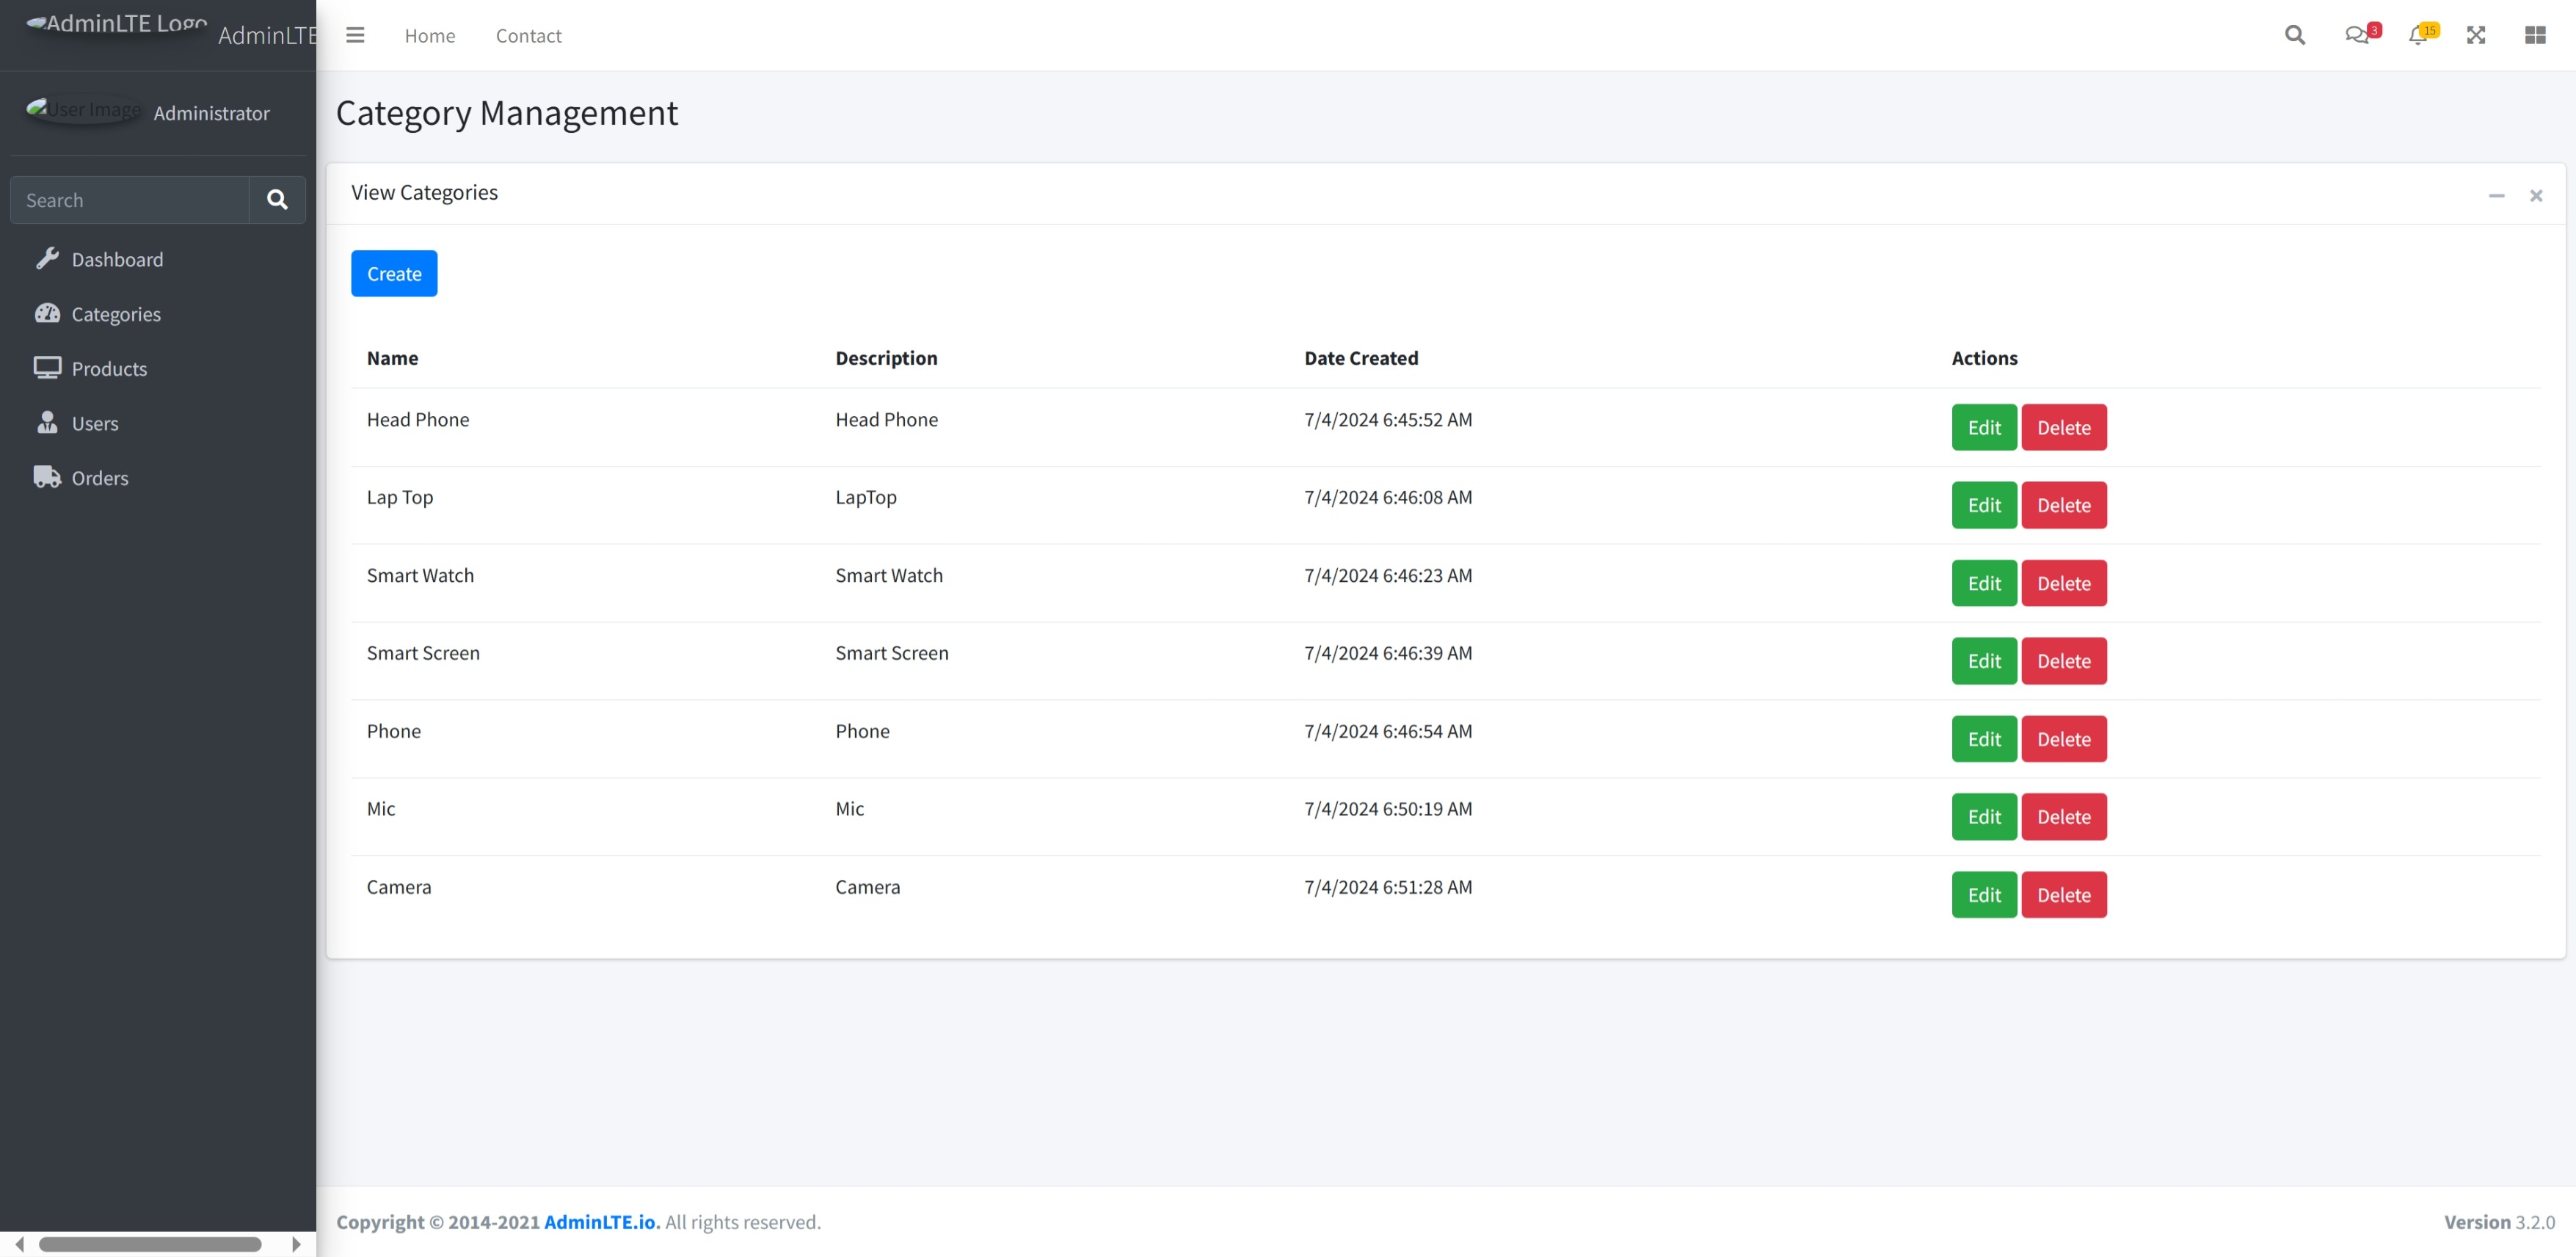 AdminLTE Logo AdminLTE
Home Contact 3 15
User Image Administrator
Search
Dashboard
Categories
Products
Users
Orders
Category Management
View Categories
Create
Name Description Date Created Actions
Head Phone Head Phone 7/4/2024 6:45:52 AM Edit Delete
Lap Top LapTop 7/4/2024 6:46:08 AM Edit Delete
Smart Watch Smart Watch 7/4/2024 6:46:23 AM Edit Delete
Smart Screen Smart Screen 7/4/2024 6:46:39 AM Edit Delete
Phone Phone 7/4/2024 6:46:54 AM Edit Delete
Mic Mic 7/4/2024 6:50:19 AM Edit Delete
Camera Camera 7/4/2024 6:51:28 AM Edit Delete
Copyright © 2014-2021 AdminLTE.io. All rights reserved. Version 3.2.0